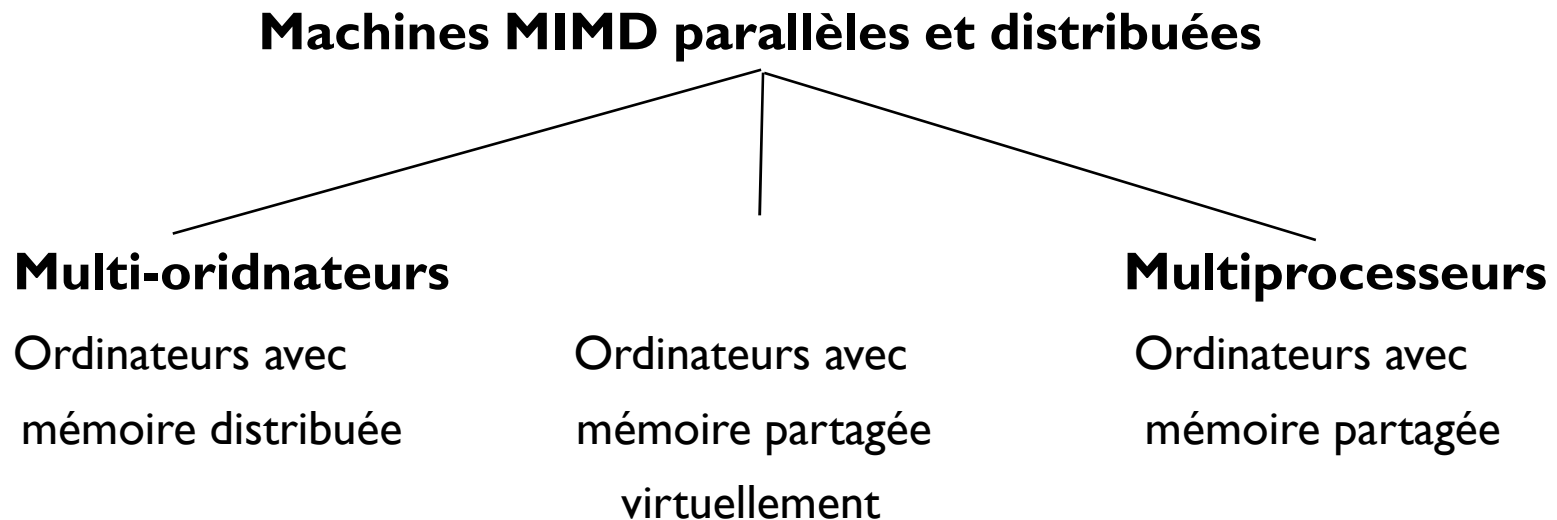 Machines MIMD parallèles et distribuées
Multi-oridnateurs
Ordinateurs avec
mémoire distribuée
Ordinateurs avec
mémoire partagée
virtuellement
Multiprocesseurs
Ordinateurs avec
mémoire partagée